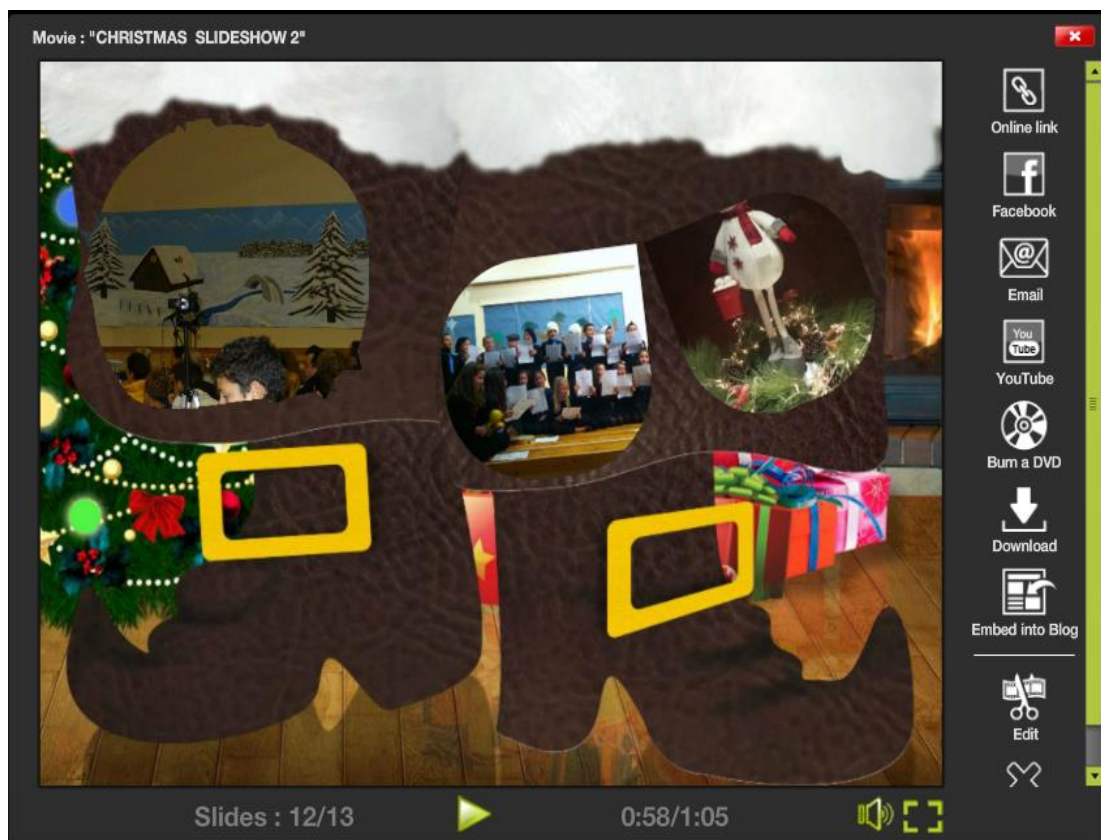 Movie : "CHRISTMAS SLIDESHOW 2"
Online link
f
Facebook
@
Email
You
Tube
YouTube
Burn a DVD
Download
Embed into Blog
Edit
Slides : 12/13
0:58/1:05